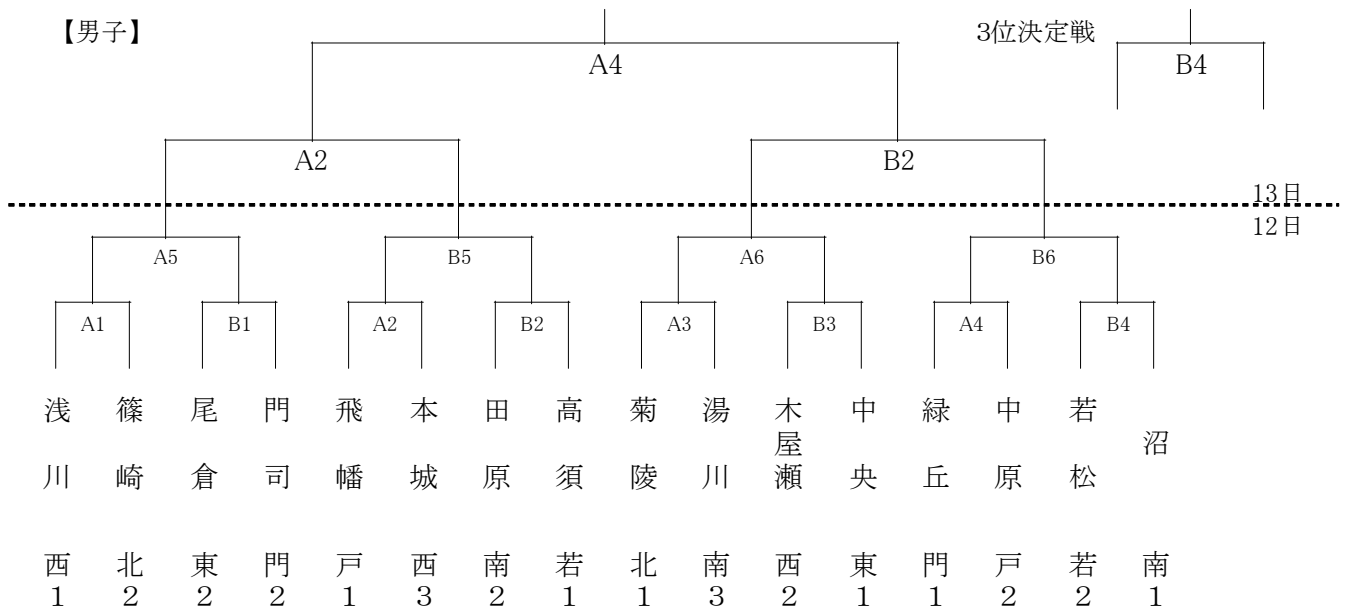 【男子】
3位決定戦
A4
B4
A2
B2
13日
12日
A5
B5
A6
B6
A1
B1
A2
B2
A3
B3
A4
B4
浅川
篠崎
尾倉
門司
飛幡
本城
田原
高須
菊陵
湯川
木屋瀬
中央
緑丘
中原
若松
沼
西1
北2
東2
門2
戸1
西3
南2
若1
北1
南3
西2
東1
門1
戸2
若2
南1